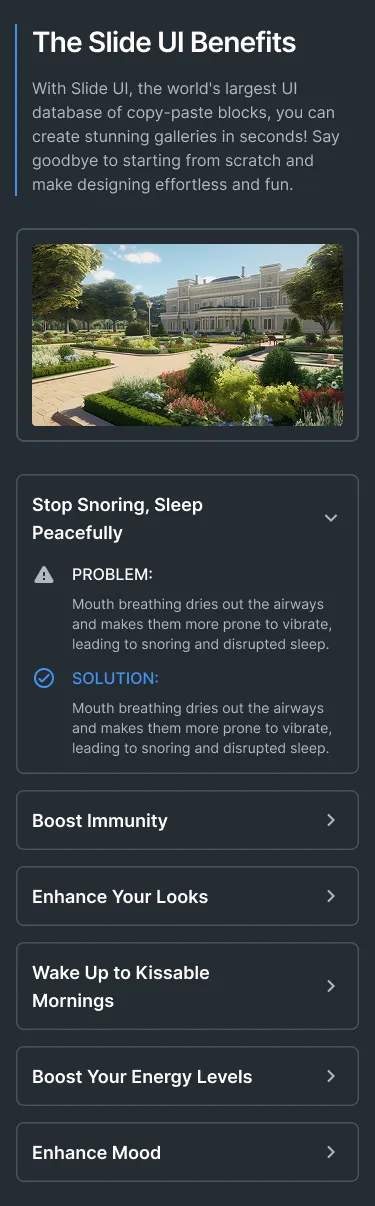 The Slide UI Benefits
With Slide UI, the world's largest UI
database of copy-paste blocks, you can
create stunning galleries in seconds! Say
goodbye to starting from scratch and
make designing effortless and fun.
Stop Snoring, Sleep
Peacefully
PROBLEM:
Mouth breathing dries out the airways
and makes them more prone to vibrate,
leading to snoring and disrupted sleep.
SOLUTION:
Mouth breathing dries out the airways
and makes them more prone to vibrate,
leading to snoring and disrupted sleep.
Boost Immunity
Enhance Your Looks
Wake Up to Kissable
Mornings
Boost Your Energy Levels
Enhance Mood